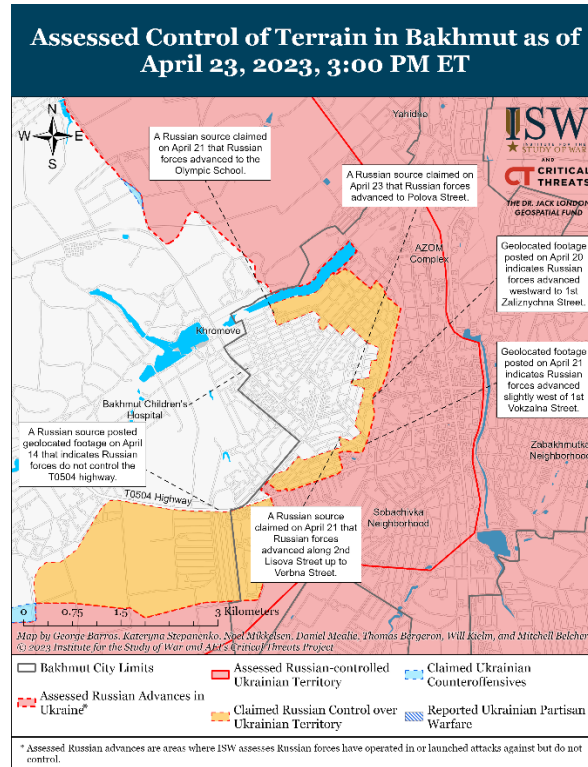 Assessed Control of Terrain in Bakhmut as of
April 23, 2023, 3:00 PM ET
N
W E
S
Yahidne
ISW
INSTITUTE FOR THE
STUDY OF WAR
AND
CT CRITICAL
THREATS
THE DR. JACK LONDON
GEOSPATIAL FUND
A Russian source claimed
on April 21 that Russian
forces advanced to the
Olympic School.
A Russian source claimed on
April 23 that Russian forces
advanced to Polova Street.
AZOM
Complex
Geolocated footage
posted on April 20
indicates Russian
forces advanced
westward to 1st
Zaliznychna Street.
Khromove
Geolocated footage
posted on April 21
indicates Russian
forces advanced
slightly west of 1st
Vokzalna Street.
Bakhmut Children's
Hospital
A Russian source posted
geolocated footage on April
14 that indicates Russian
forces do not control the
T0504 highway.
Zabakhmutka
Neighborhood
T0504 Highway
Sobachivka
Neighborhood
A Russian source
claimed on April 21 that
Russian forces
advanced along 2nd
Lisova Street up to
Verbna Street.
0 0.75 1.5 3 Kilometers
Map by George Barros, Kateryna Stepanenko, Noel Mikkelsen, Daniel Mealie, Thomas Bergeron, Will Kielm, and Mitchell Belcher
© 2023 Institute for the Study of War and AEI's Critical Threats Project
Bakhmut City Limits
Assessed Russian Advances in
Ukraine*
Assessed Russian-controlled
Ukrainian Territory
Claimed Russian Control over
Ukrainian Territory
Claimed Ukrainian
Counteroffensives
Reported Ukrainian Partisan
Warfare
* Assessed Russian advances are areas where ISW assesses Russian forces have operated in or launched attacks against but do not
control.